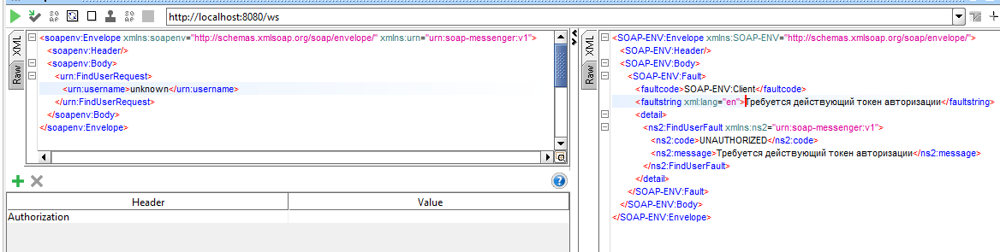 http://localhost:8080/ws
XML
Raw
<soapenv:Envelope xmlns:soapenv="http://schemas.xmlsoap.org/soap/envelope/" xmlns:urn="urn:soap-messenger:v1">
<soapenv:Header/>
<soapenv:Body>
<urn:FindUserRequest>
<urn:username>unknown</urn:username>
</urn:FindUserRequest>
</soapenv:Body>
</soapenv:Envelope>
Header Value
Authorization
XML
Raw
<SOAP-ENV:Envelope xmlns:SOAP-ENV="http://schemas.xmlsoap.org/soap/envelope/">
<SOAP-ENV:Header/>
<SOAP-ENV:Body>
<SOAP-ENV:Fault>
<faultcode>SOAP-ENV:Client</faultcode>
<faultstring xml:lang="en">Требуется действующий токен авторизации</faultstring>
<detail>
<ns2:FindUserFault xmlns:ns2="urn:soap-messenger:v1">
<ns2:code>UNAUTHORIZED</ns2:code>
<ns2:message>Требуется действующий токен авторизации</ns2:message>
</ns2:FindUserFault>
</detail>
</SOAP-ENV:Fault>
</SOAP-ENV:Body>
</SOAP-ENV:Envelope>